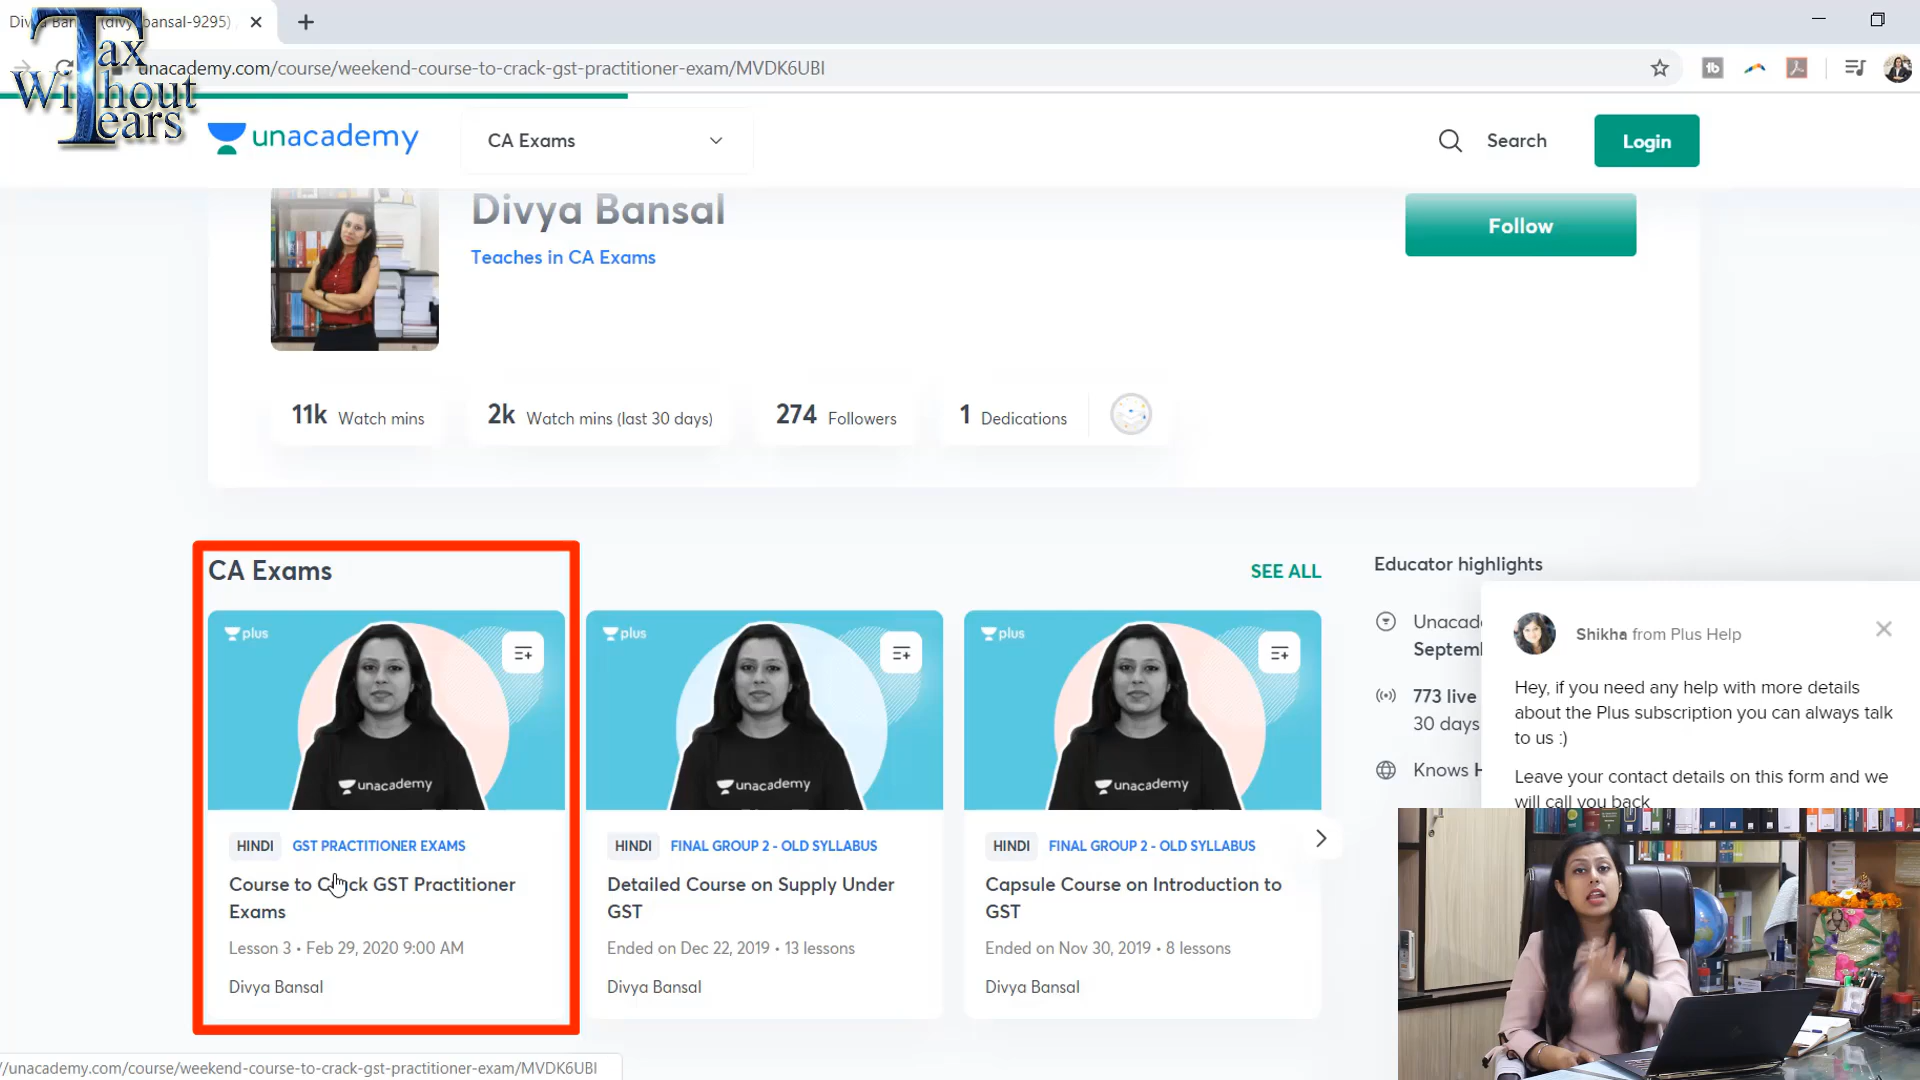 Tax
Without
Tears
(divyabansal-9295)
unacademy.com/course/weekend-course-to-crack-gst-practitioner-exam/MVDK6UBI
unacademy
CA Exams
Search
Login
Divya Bansal
Teaches in CA Exams
Follow
11k Watch mins
2k Watch mins (last 30 days)
274 Followers
1 Dedications
CA Exams
SEE ALL
plus
unacademy
HINDI GST PRACTITIONER EXAMS
Course to Crack GST Practitioner
Exams
Lesson 3 • Feb 29, 2020 9:00 AM
Divya Bansal
plus
unacademy
HINDI FINAL GROUP 2 - OLD SYLLABUS
Detailed Course on Supply Under
GST
Ended on Dec 22, 2019 • 13 lessons
Divya Bansal
plus
unacademy
HINDI FINAL GROUP 2 - OLD SYLLABUS
Capsule Course on Introduction to
GST
Ended on Nov 30, 2019 • 8 lessons
Divya Bansal
Educator highlights
773 live
30 days
Knows
Shikha from Plus Help
Hey, if you need any help with more details
about the Plus subscription you can always talk
to us :)
Leave your contact details on this form and we
will call you back
//unacademy.com/course/weekend-course-to-crack-gst-practitioner-exam/MVDK6UBI